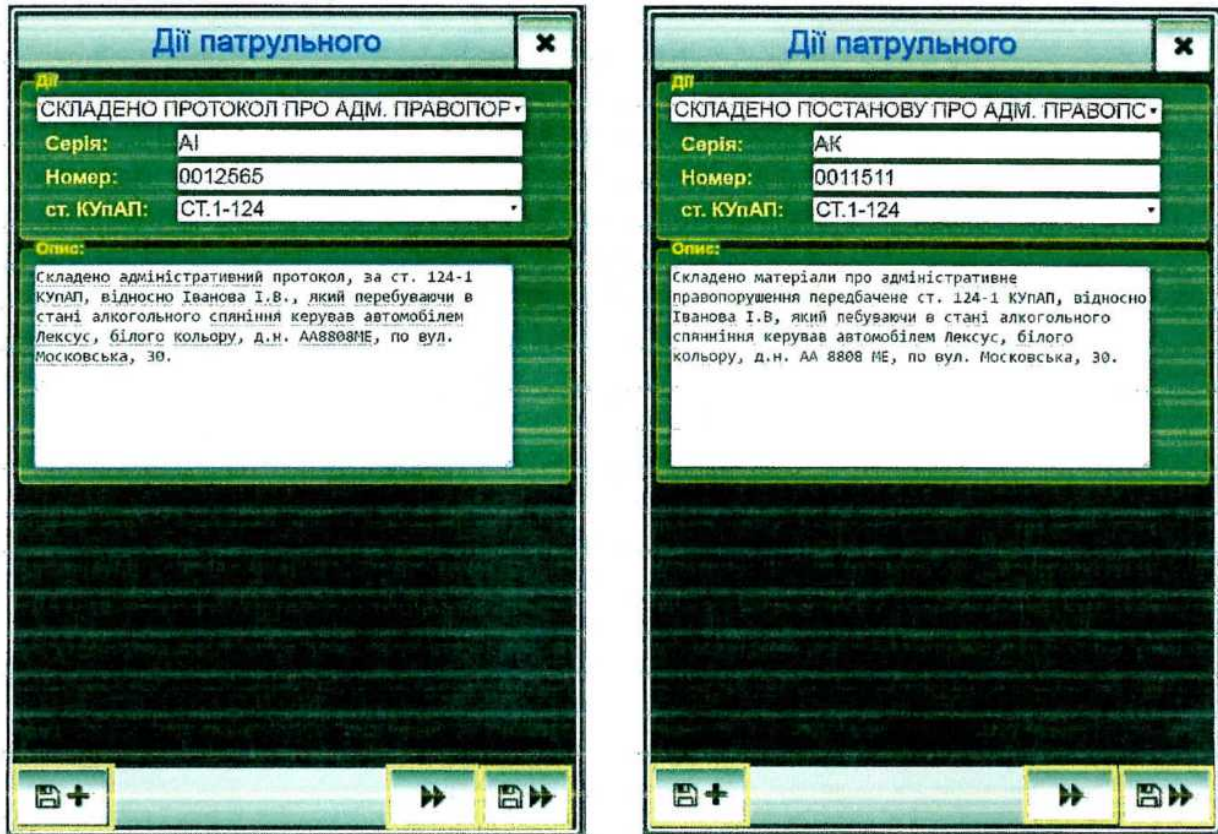 Дії патрульного
Дії
СКЛАДЕНО ПРОТОКОЛ ПРО АДМ. ПРАВОПОР
Серія: АІ
Номер: 0012565
ст. КУпАП: СТ.1-124
Опис:
Складено адміністративний протокол, за ст. 124-1
КУпАП, відносно Іванова І.В., який перебуваючи в
стані алкогольного спяніння керував автомобілем
Лексус, білого кольору, д.н. АА8808МЕ, по вул.
Московська, 30.
Дії патрульного
Дії
СКЛАДЕНО ПОСТАНОВУ ПРО АДМ. ПРАВОПС
Серія: АК
Номер: 0011511
ст. КУпАП: СТ.1-124
Опис:
Складено матеріали про адміністративне
правопорушення передбачене ст. 124-1 КУпАП, відносно
Іванова І.В, який пебуваючи в стані алкогольного
спянніння керував автомобілем Лексус, білого
кольору, д.н. АА 8808 МЕ, по вул. Московська, 30.